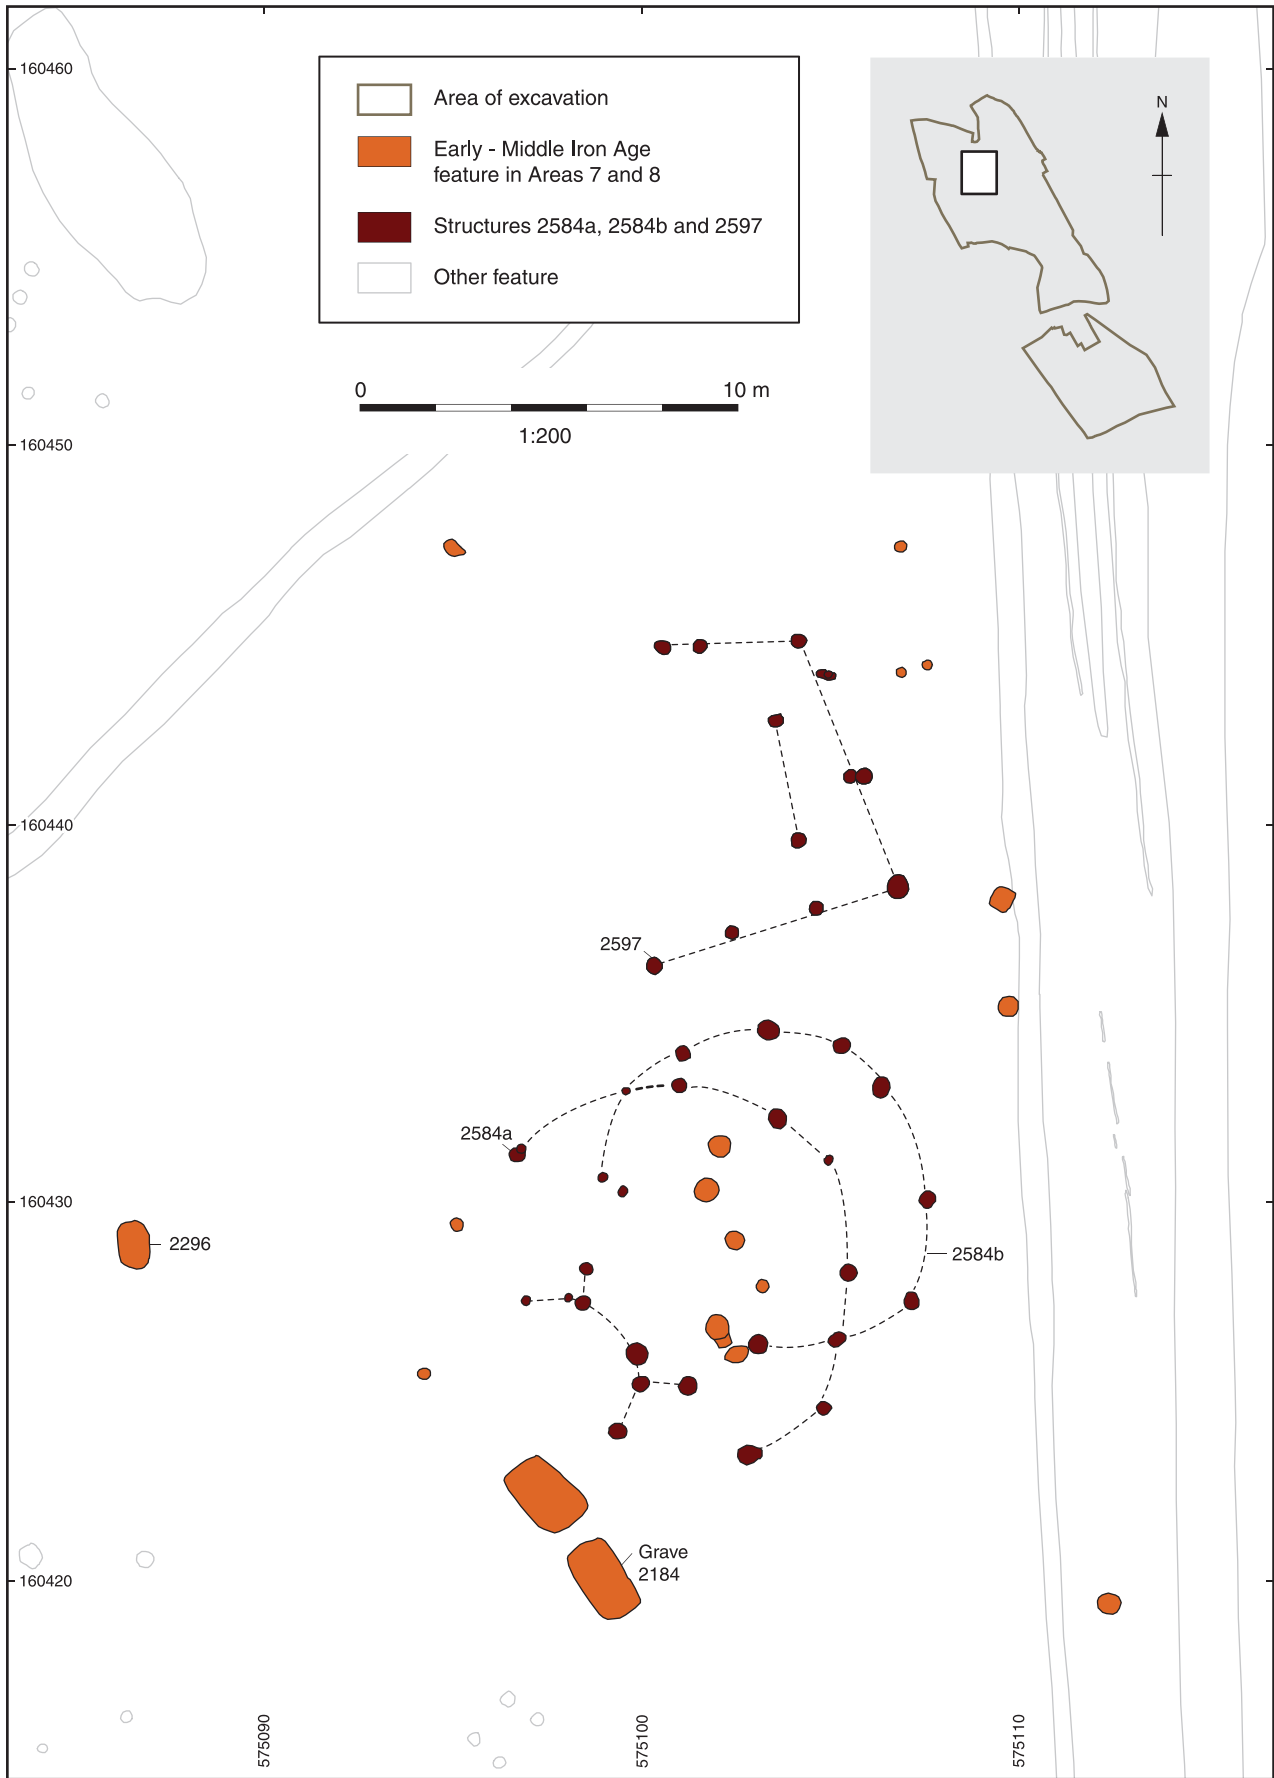 160460
Area of excavation
Early - Middle Iron Age
feature in Areas 7 and 8
Structures 2584a, 2584b and 2597
Other feature
N
0
10 m
1:200
160450
160440
2597
2584a
160430
2296
2584b
Grave
2184
160420
575090
575100
575110